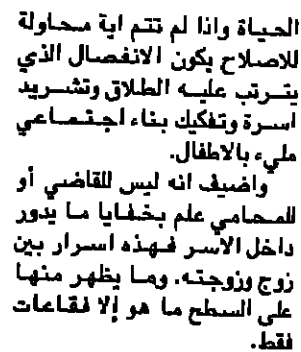 الحياة واذا لم تتم اية محاولة
للاصلاح يكون الانفصال الذي
يترتب عليه الطلاق وتشريد
اسرة وتفكيك بناء اجتماعي
مليء بالاطفال.
واضيف انه ليس للقاضي أو
للمحامي علم بخفايا ما يدور
داخل الاسر فهذه اسرار بين
زوج وزوجته. وما يظهر منها
على السطح ما هو إلا فقاعات
فقط.